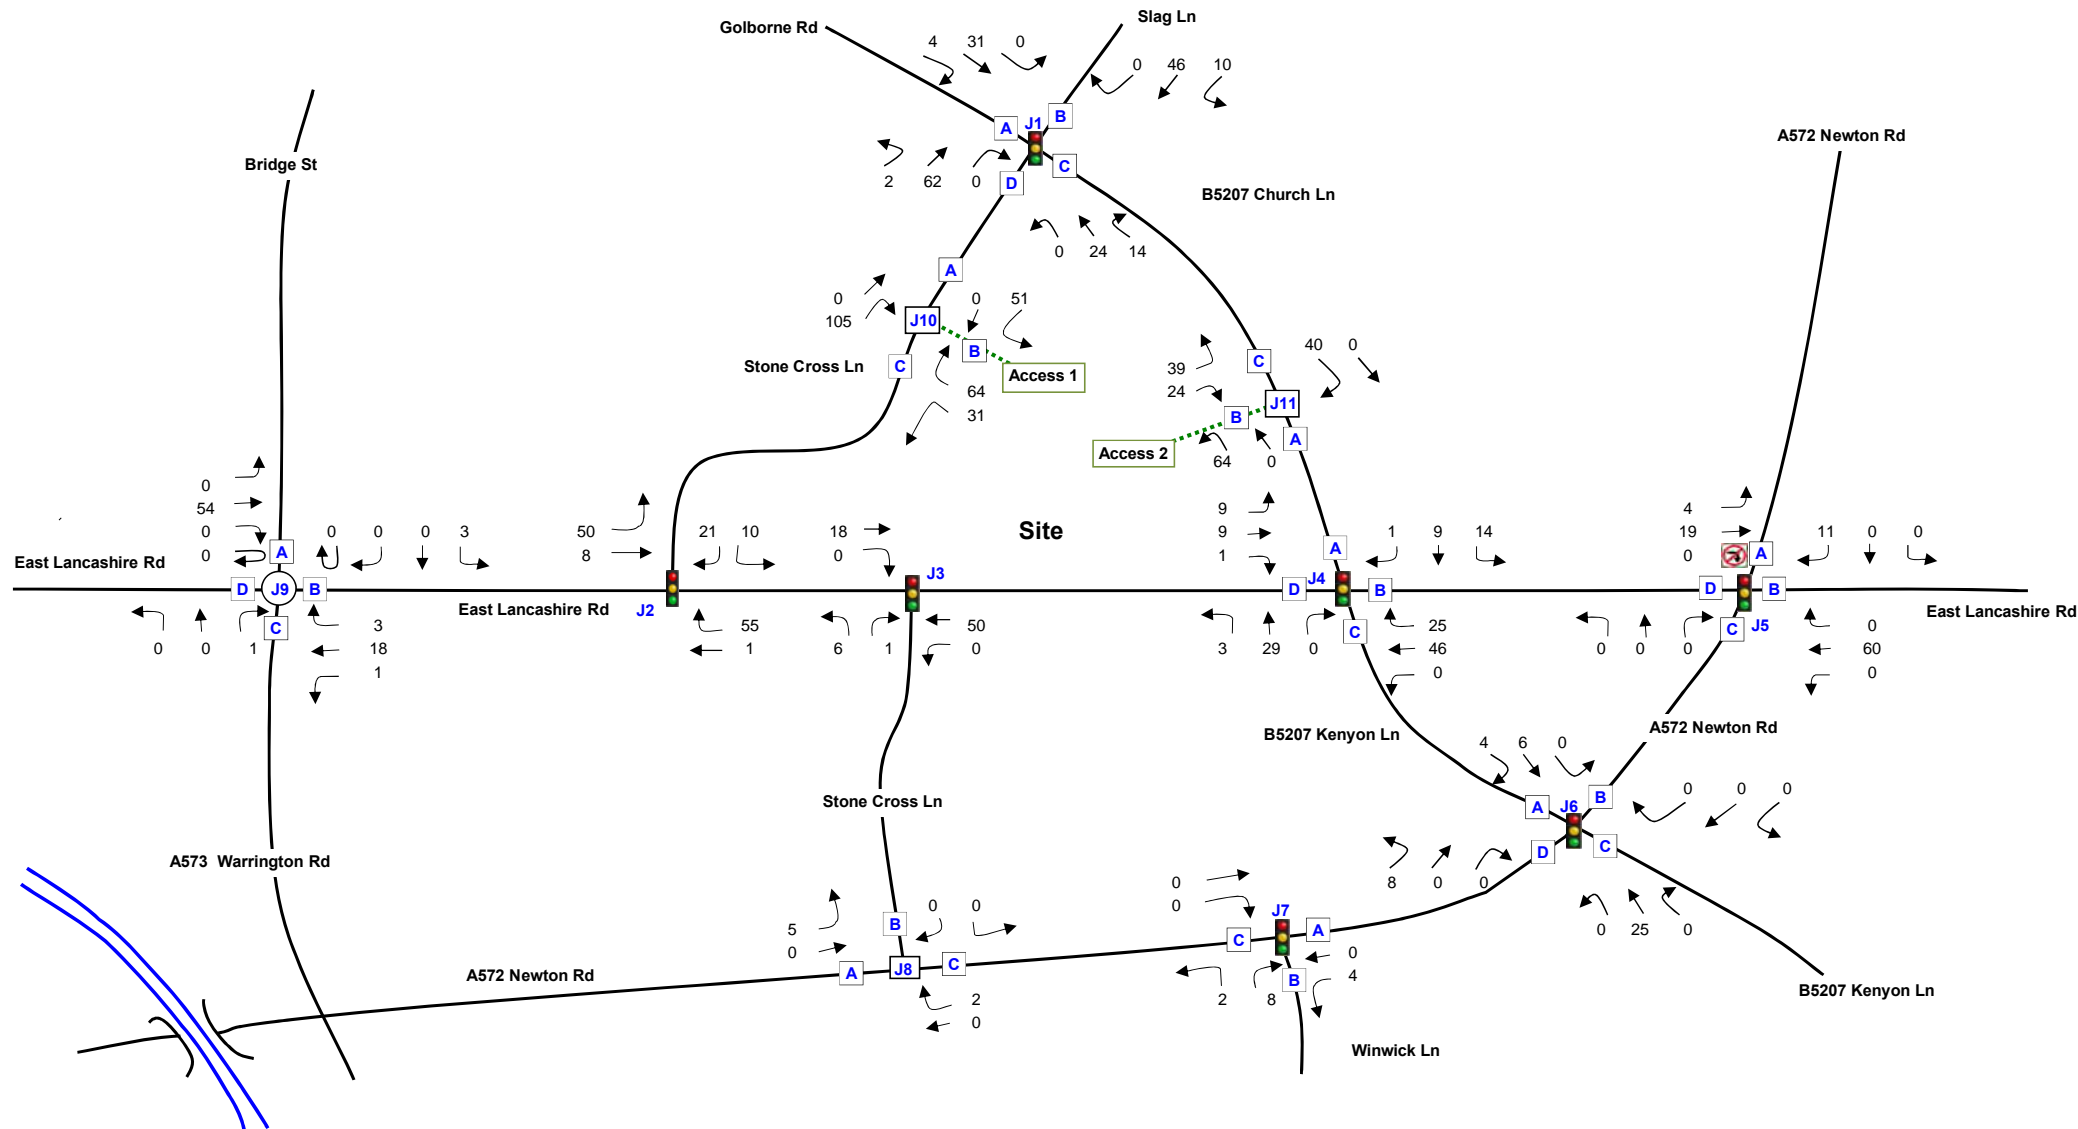 Slag Ln
Golborne Rd
4 31 0
0 46 10
B
A J1
A572 Newton Rd
Bridge St
C
2 62 0
D
B5207 Church Ln
0 24 14
A
0
105
0 51
J10
B
C
Stone Cross Ln
Access 1
64
31
40 0
C
39
24
J11
B
A
Access 2
64 0
0
54
0
0
0 0 0 3
50
8
21 10
18
0
Site
9
9
1
1 9 14
4
19
0
11 0 0
East Lancashire Rd
A
D J9 B
C
East Lancashire Rd
J2
J3
A
D J4 B
C
A
D B
C J5
East Lancashire Rd
0 0 1
3
18
1
55
1
6 1
50
0
3 29 0
25
46
0
0 0 0
0
60
0
B5207 Kenyon Ln
A572 Newton Rd
4 6 0
0 0 0
Stone Cross Ln
B
A J6
D C
A573 Warrington Rd
8 0 0
0
0
0 25 0
J7
C A
B
0
4
2 8
5
0
0 0
B
A J8 C
2
0
A572 Newton Rd
B5207 Kenyon Ln
Winwick Ln